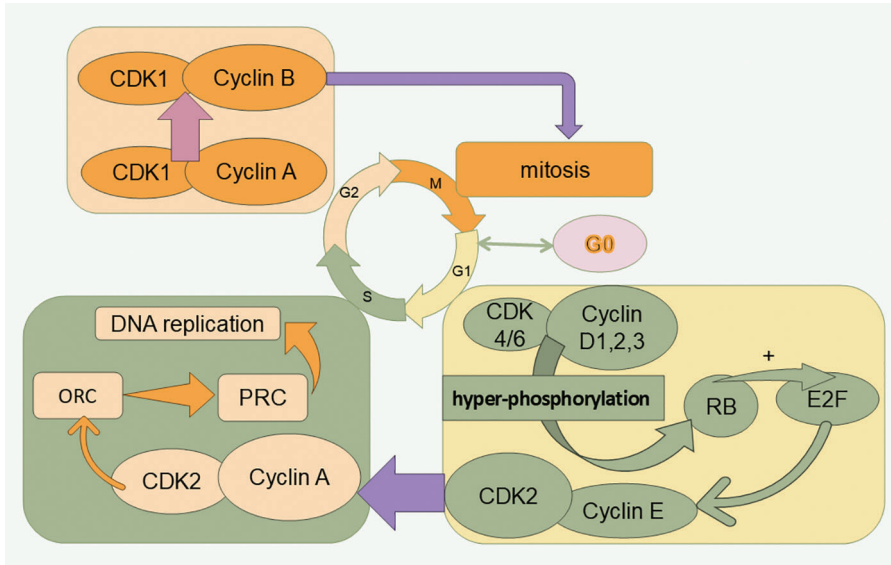 CDK1
Cyclin B
CDK1
Cyclin A
mitosis
G2
M
G0
G1
S
DNA replication
ORC
PRC
CDK2
Cyclin A
CDK
4/6
Cyclin
D1,2,3
hyper-phosphorylation
+
RB
E2F
CDK2
Cyclin E